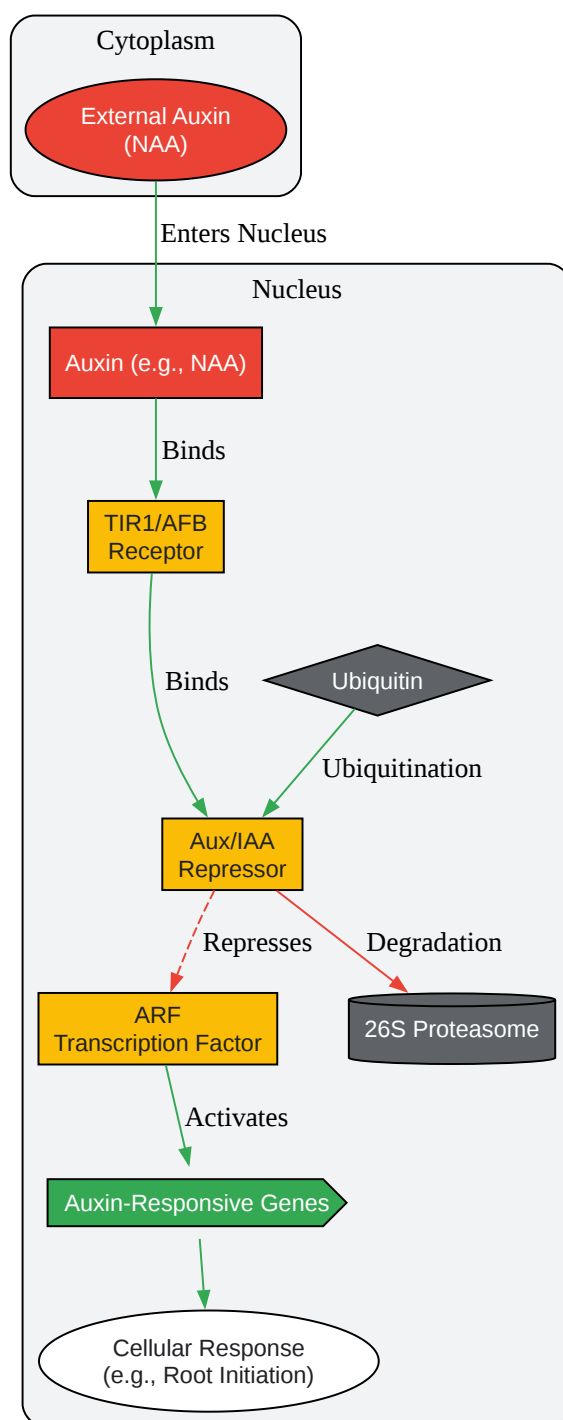 Cytoplasm
External Auxin
(NAA)
Enters Nucleus
Nucleus
Auxin (e.g., NAA)
Binds
TIR1/AFB
Receptor
Binds
Ubiquitin
Ubiquitination
Aux/IAA
Repressor
Represses
Degradation
ARF
Transcription Factor
26S Proteasome
Activates
Auxin-Responsive Genes
Cellular Response
(e.g., Root Initiation)